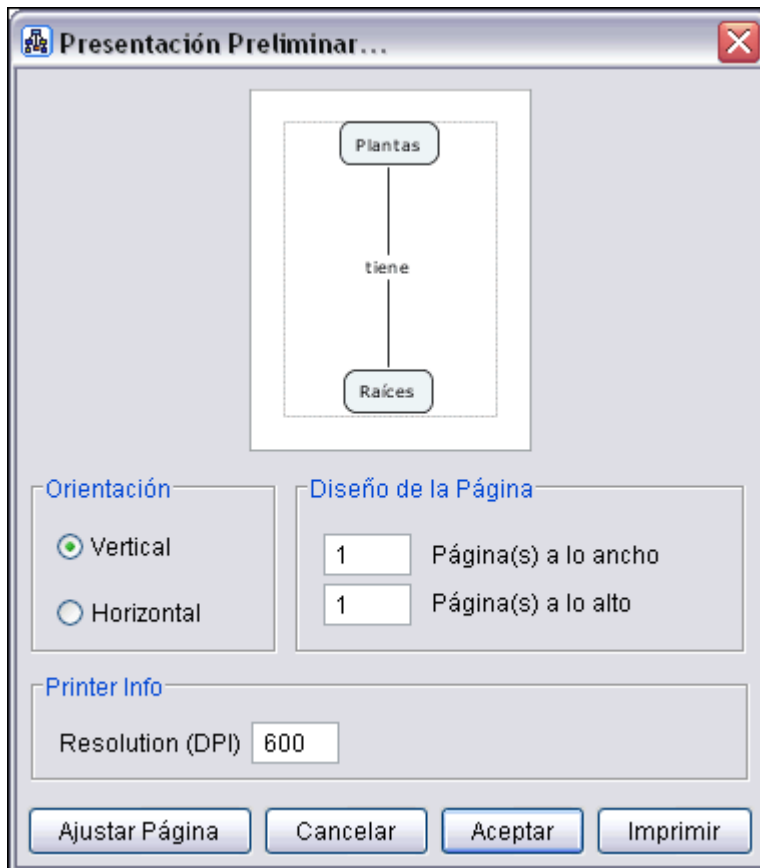 Presentación Preliminar...
Plantas
tiene
Raíces
Orientación
Vertical
Horizontal
Diseño de la Página
1 Página(s) a lo ancho
1 Página(s) a lo alto
Printer Info
Resolution (DPI) 600
Ajustar Página Cancelar Aceptar Imprimir